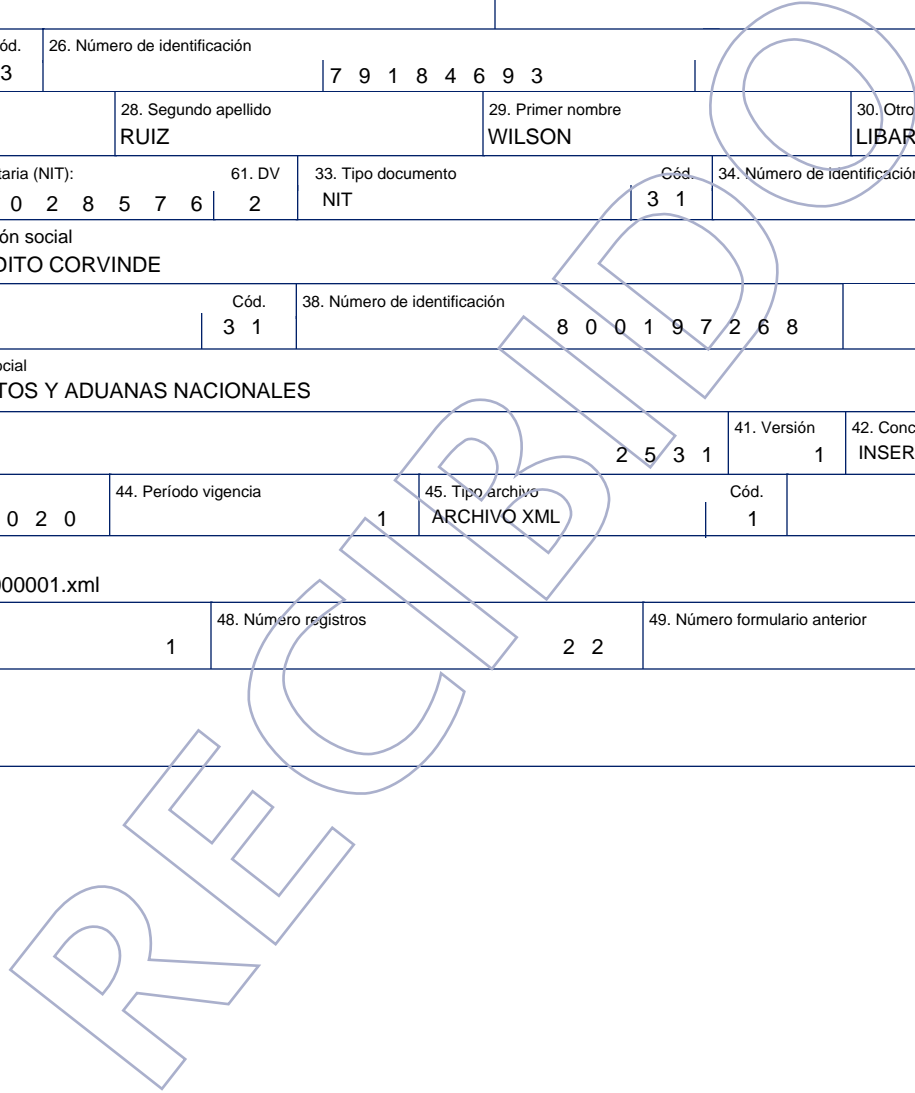 ód. 26. Número de identificación
3 7 9 1 8 4 6 9 3
28. Segundo apellido 29. Primer nombre 30. Otro
RUIZ WILSON LIBAR
taria (NIT): 61. DV 33. Tipo documento Cód. 34. Número de identificación
0 2 8 5 7 6 2 NIT 3 1
ón social
DITO CORVINDE
Cód. 38. Número de identificación
3 1 8 0 0 1 9 7 2 6 8
ocial
TOS Y ADUANAS NACIONALES
41. Versión 42. Conc
2 5 3 1 1 INSER
44. Período vigencia 45. Tipo archivo Cód.
0 2 0 1 ARCHIVO XML 1
000001.xml
48. Número registros 49. Número formulario anterior
1 2 2
RECIBIDO